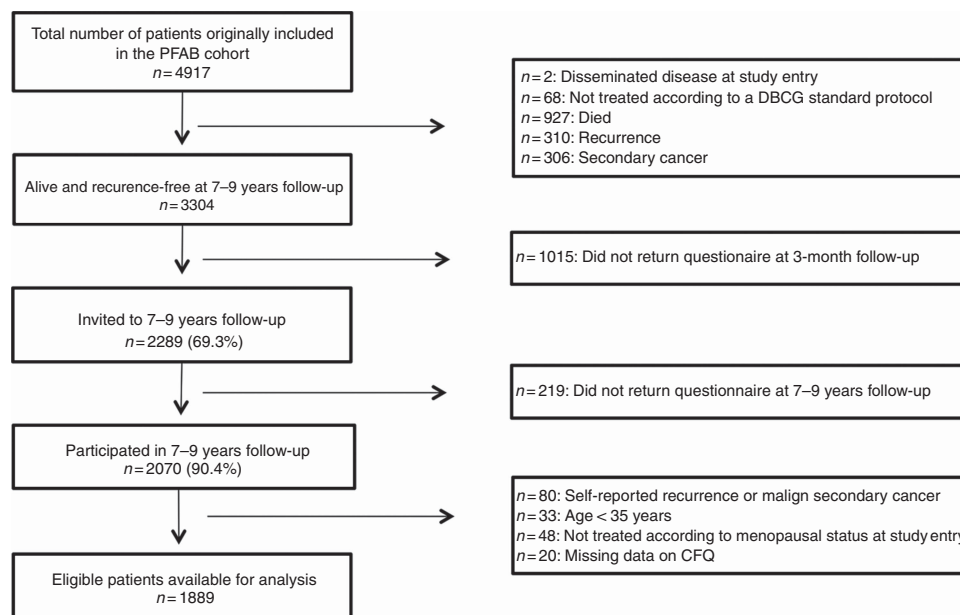 Total number of patients originally included
in the PFAB cohort
n = 4917
n = 2: Disseminated disease at study entry
n = 68: Not treated according to a DBCG standard protocol
n = 927: Died
n = 310: Recurrence
n = 306: Secondary cancer
Alive and recurence-free at 7–9 years follow-up
n = 3304
n = 1015: Did not return questionaire at 3-month follow-up
Invited to 7–9 years follow-up
n = 2289 (69.3%)
n = 219: Did not return questionnaire at 7–9 years follow-up
Participated in 7–9 years follow-up
n = 2070 (90.4%)
n = 80: Self-reported recurrence or malign secondary cancer
n = 33: Age < 35 years
n = 48: Not treated according to menopausal status at study entry
n = 20: Missing data on CFQ
Eligible patients available for analysis
n = 1889